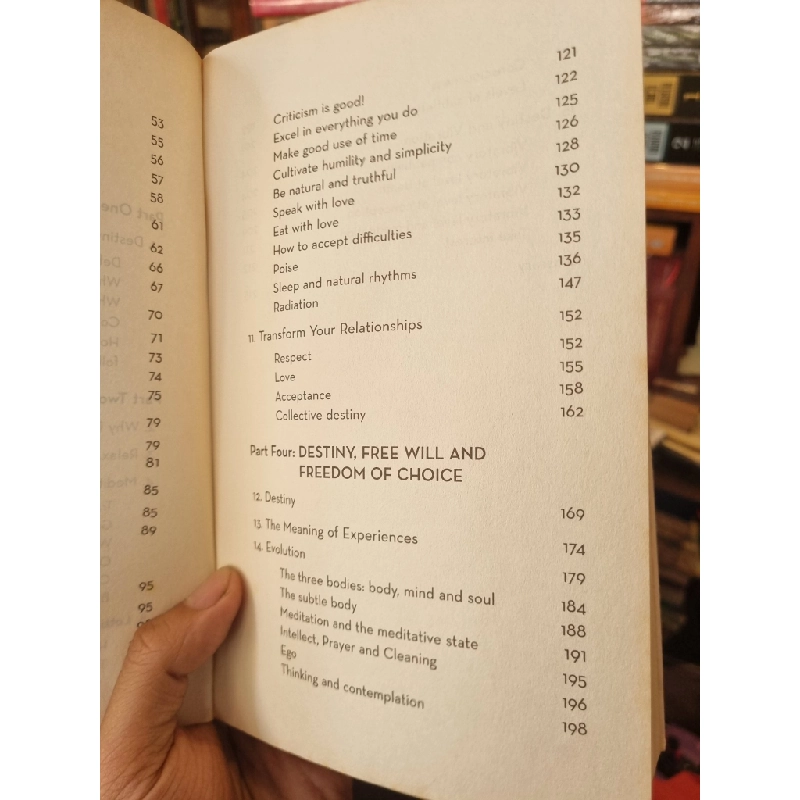 53
55
56
57
58
61
62
66
67
70
71
73
74
75
79
79
81
85
85
89
95
95
Criticism is good! 121
Excel in everything you do 122
Make good use of time 125
Cultivate humility and simplicity 126
Be natural and truthful 128
Speak with love 130
Eat with love 132
How to accept difficulties 133
Poise 135
Sleep and natural rhythms 136
Radiation 147
11. Transform Your Relationships 152
Respect 152
Love 155
Acceptance 158
Collective destiny 162
Part Four: DESTINY, FREE WILL AND
FREEDOM OF CHOICE
12. Destiny 169
13. The Meaning of Experiences 174
14. Evolution 179
The three bodies: body, mind and soul 184
The subtle body 188
Meditation and the meditative state 191
Intellect, Prayer and Cleaning 195
Ego 196
Thinking and contemplation 198